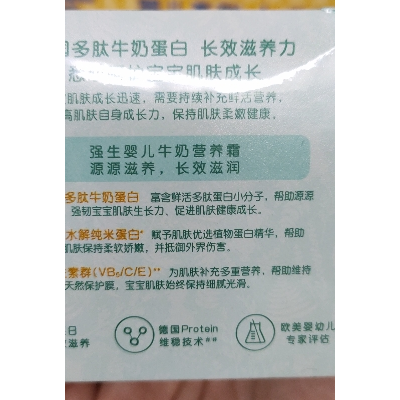 多肽牛奶蛋白 长效滋养力
宝宝肌肤成长
肌肤成长迅速，需要持续补充鲜活营养，
高肌肤自身成长力，保持肌肤柔嫩健康。
强生婴儿牛奶营养霜
源源滋养，长效滋润
多肽牛奶蛋白 富含鲜活多肽蛋白小分子，帮助源源
强韧宝宝肌肤生长力、促进肌肤健康成长。
水解纯米蛋白* 赋予肌肤优选植物蛋白精华，帮助
肌肤保持柔软娇嫩，并抵御外界伤害。
素群(VB₅/C/E)** 为肌肤补充多重营养，帮助维持
天然保护膜，宝宝肌肤始终保持细腻光滑。
日 德国Protein 欧美婴幼儿
滋养 维稳技术## 专家评估